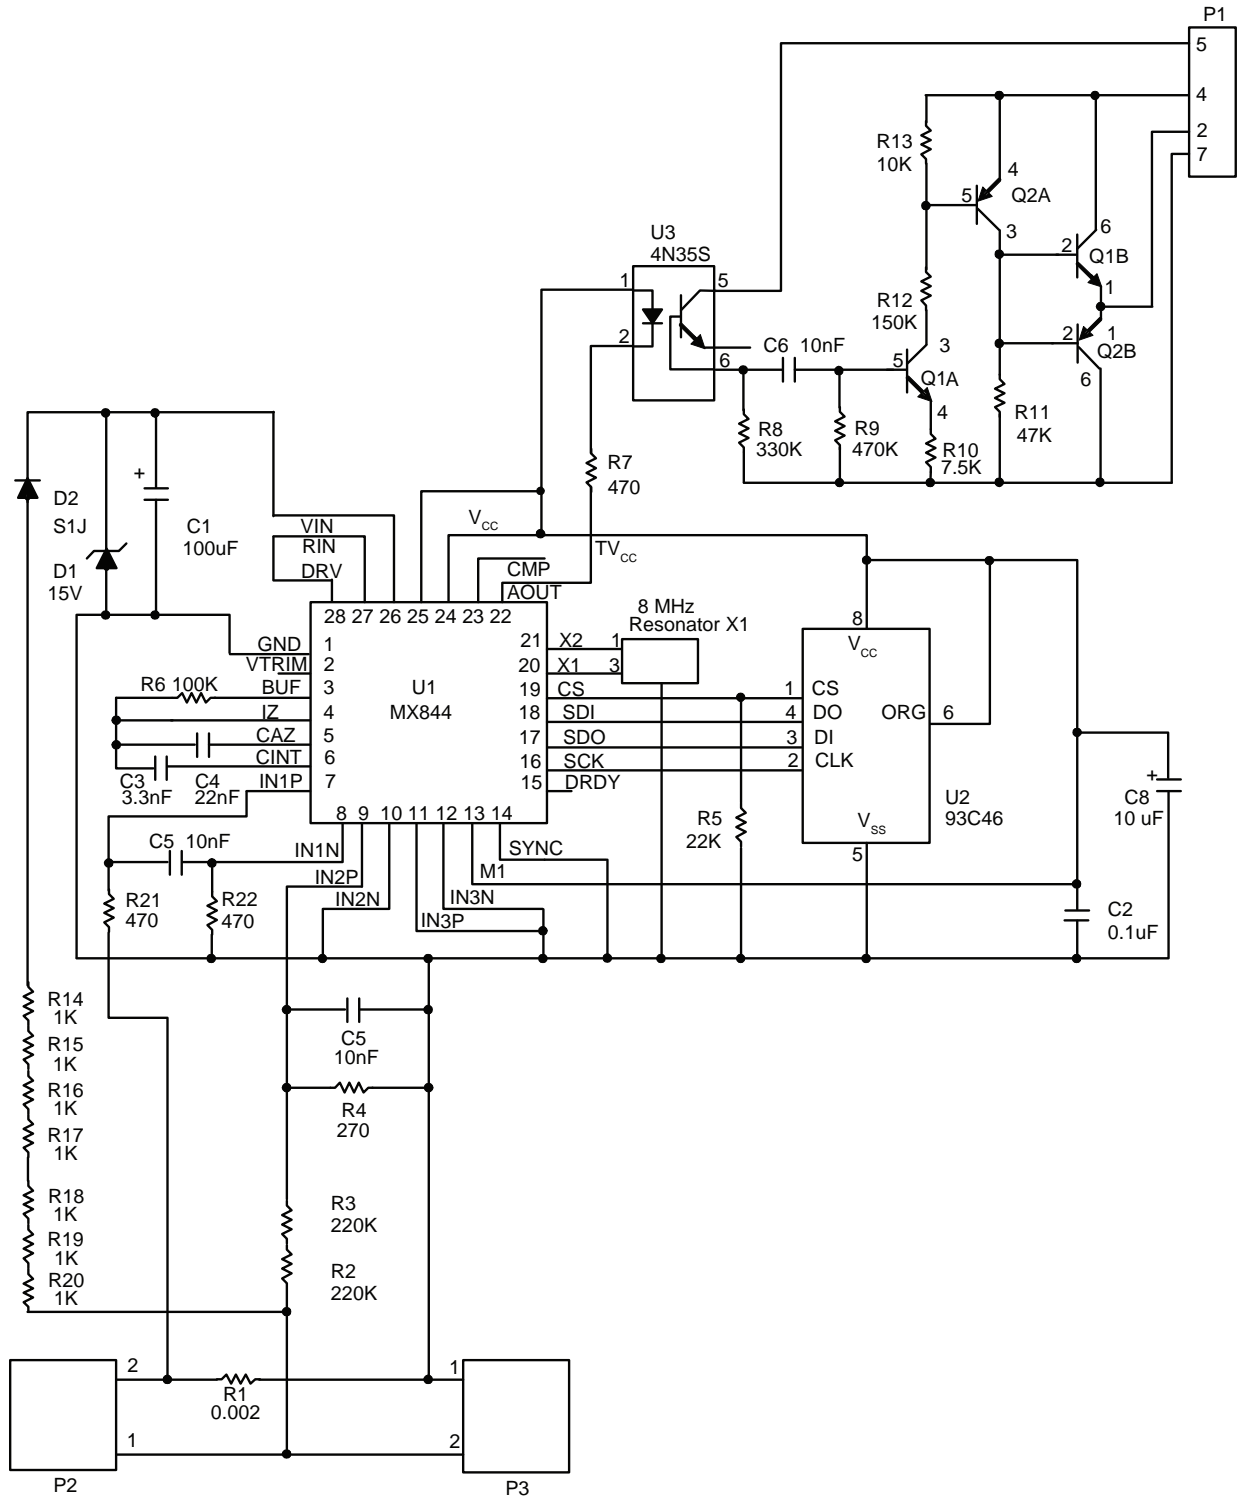 P1
5
4
2
7
R13
10K
4
5
Q2A
3
6
2
Q1B
1
U3
4N35S
1
5
2
6
R12
150K
C6 10nF
3
5
Q1A
4
2
1
Q2B
6
R8
330K
R9
470K
R10
7.5K
R11
47K
R7
470
+
D2
S1J
C1
100uF
D1
15V
VCC
TVCC
VIN
RIN
DRV
CMP
AOUT
28 27 26 25 24 23 22
8 MHz
Resonator X1
GND 1
VTRIM 2
R6 100K BUF 3
IZ 4
CAZ 5
CINT 6
IN1P 7
C3
3.3nF
C4
22nF
U1
MX844
21 X2 1
20 X1 3
19 CS
18 SDI
17 SDO
16 SCK
15 DRDY
8 9 10 11 12 13 14
8
VCC
1 CS
4 DO
3 DI
2 CLK
ORG 6
VSS
5
U2
93C46
+
C8
10 uF
R5
22K
C5 10nF
IN1N
IN2P
IN2N
IN3P
IN3N
M1
SYNC
R21
470
R22
470
C2
0.1uF
R14
1K
R15
1K
R16
1K
R17
1K
R18
1K
R19
1K
R20
1K
C5
10nF
R4
270
R3
220K
R2
220K
2
R1
0.002
1
1
2
P2
P3